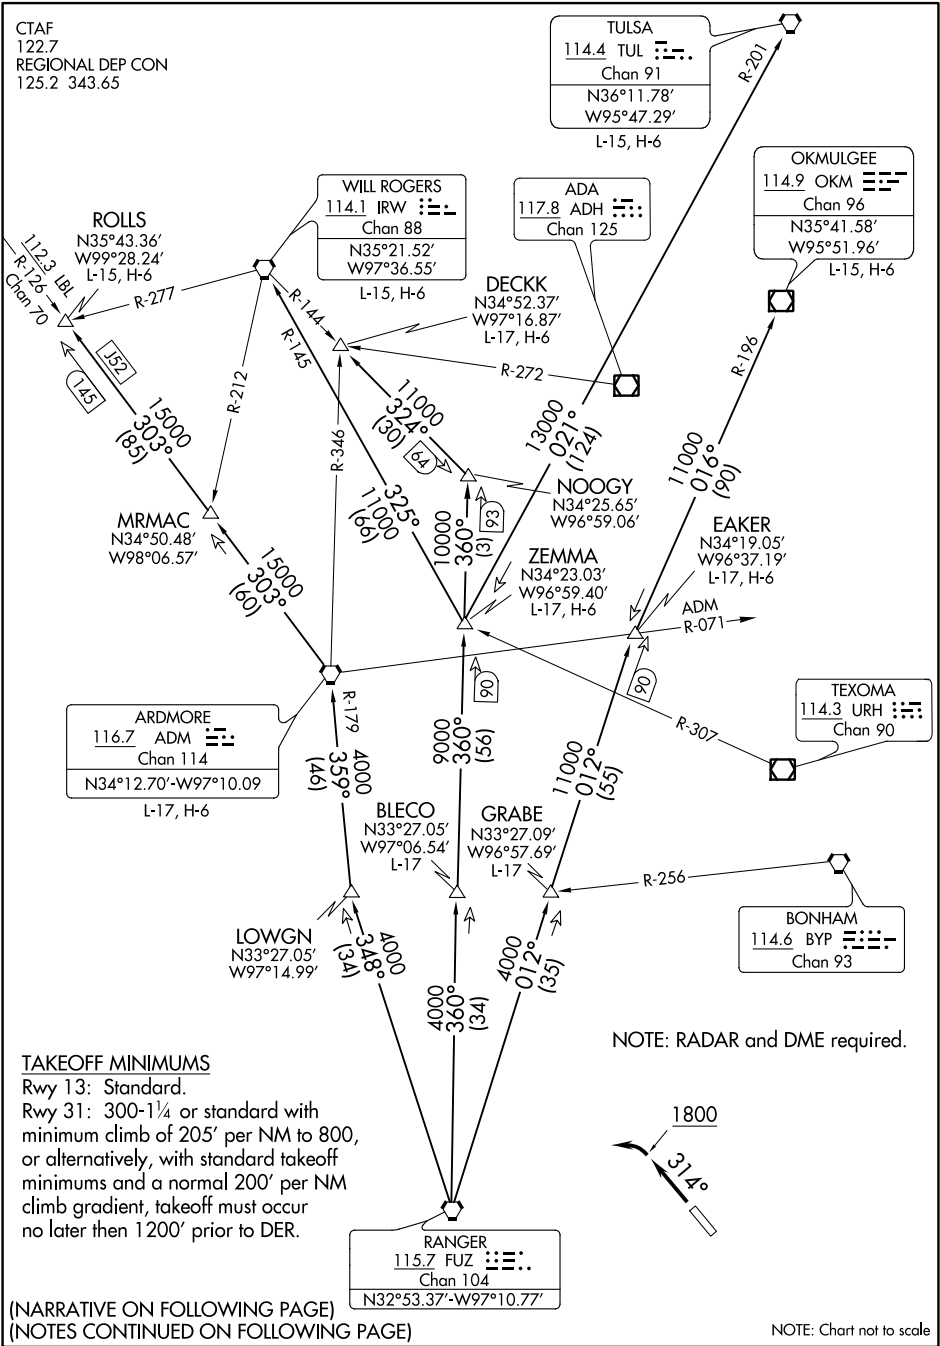 CTAF
122.7
REGIONAL DEP CON
125.2 343.65
TULSA
114.4 TUL
Chan 91
N36°11.78′
W95°47.29′
L-15, H-6
R-201
OKMULGEE
114.9 OKM
Chan 96
N35°41.58′
W95°51.96′
L-15, H-6
R-196
WILL ROGERS
114.1 IRW
Chan 88
N35°21.52′
W97°36.55′
L-15, H-6
ADA
117.8 ADH
Chan 125
ROLLS
N35°43.36′
W99°28.24′
L-15, H-6
112.3 LBL
R-126
Chan 70
R-277
R-144
R-145
R-212
DECKK
N34°52.37′
W97°16.87′
L-17, H-6
R-272
R-346
J52
145
15000
303°
(85)
11000
324°
(30)
64
325°
11000
(66)
13000
021°
(124)
11000
016°
(90)
10000
360°
(3)
93
NOOGY
N34°25.65′
W96°59.06′
MRMAC
N34°50.48′
W98°06.57′
ZEMMA
N34°23.03′
W96°59.40′
L-17, H-6
EAKER
N34°19.05′
W96°37.19′
L-17, H-6
15000
303°
(60)
ADM
R-071
90
90
ARDMORE
116.7 ADM
Chan 114
N34°12.70′-W97°10.09
L-17, H-6
R-179
4000
359°
(46)
9000
360°
(56)
11000
012°
(55)
R-307
TEXOMA
114.3 URH
Chan 90
BLECO
N33°27.05′
W97°06.54′
L-17
GRABE
N33°27.09′
W96°57.69′
L-17
R-256
BONHAM
114.6 BYP
Chan 93
LOWGN
N33°27.05′
W97°14.99′
4000
348°
(34)
4000
360°
(34)
4000
012°
(35)
NOTE: RADAR and DME required.
TAKEOFF MINIMUMS
Rwy 13: Standard.
Rwy 31: 300-1¼ or standard with
minimum climb of 205′ per NM to 800,
or alternatively, with standard takeoff
minimums and a normal 200′ per NM
climb gradient, takeoff must occur
no later then 1200′ prior to DER.
1800
314°
RANGER
115.7 FUZ
Chan 104
N32°53.37′-W97°10.77′
(NARRATIVE ON FOLLOWING PAGE)
(NOTES CONTINUED ON FOLLOWING PAGE)
NOTE: Chart not to scale